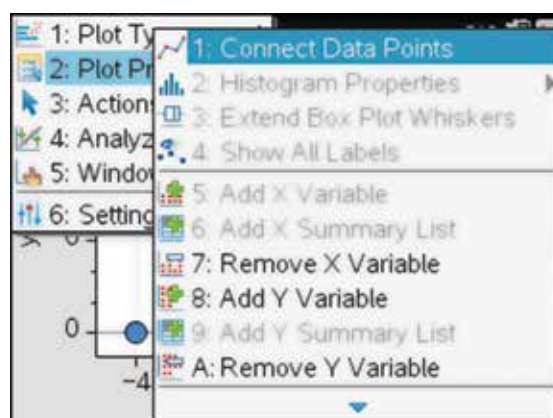 1: Plot Ty
2: Plot Pr
3: Action
4: Analyz
5: Windo
6: Setting
1: Connect Data Points
2: Histogram Properties
3: Extend Box Plot Whiskers
4: Show All Labels
5: Add X Variable
6: Add X Summary List
7: Remove X Variable
8: Add Y Variable
9: Add Y Summary List
A: Remove Y Variable
y
0
0
-4